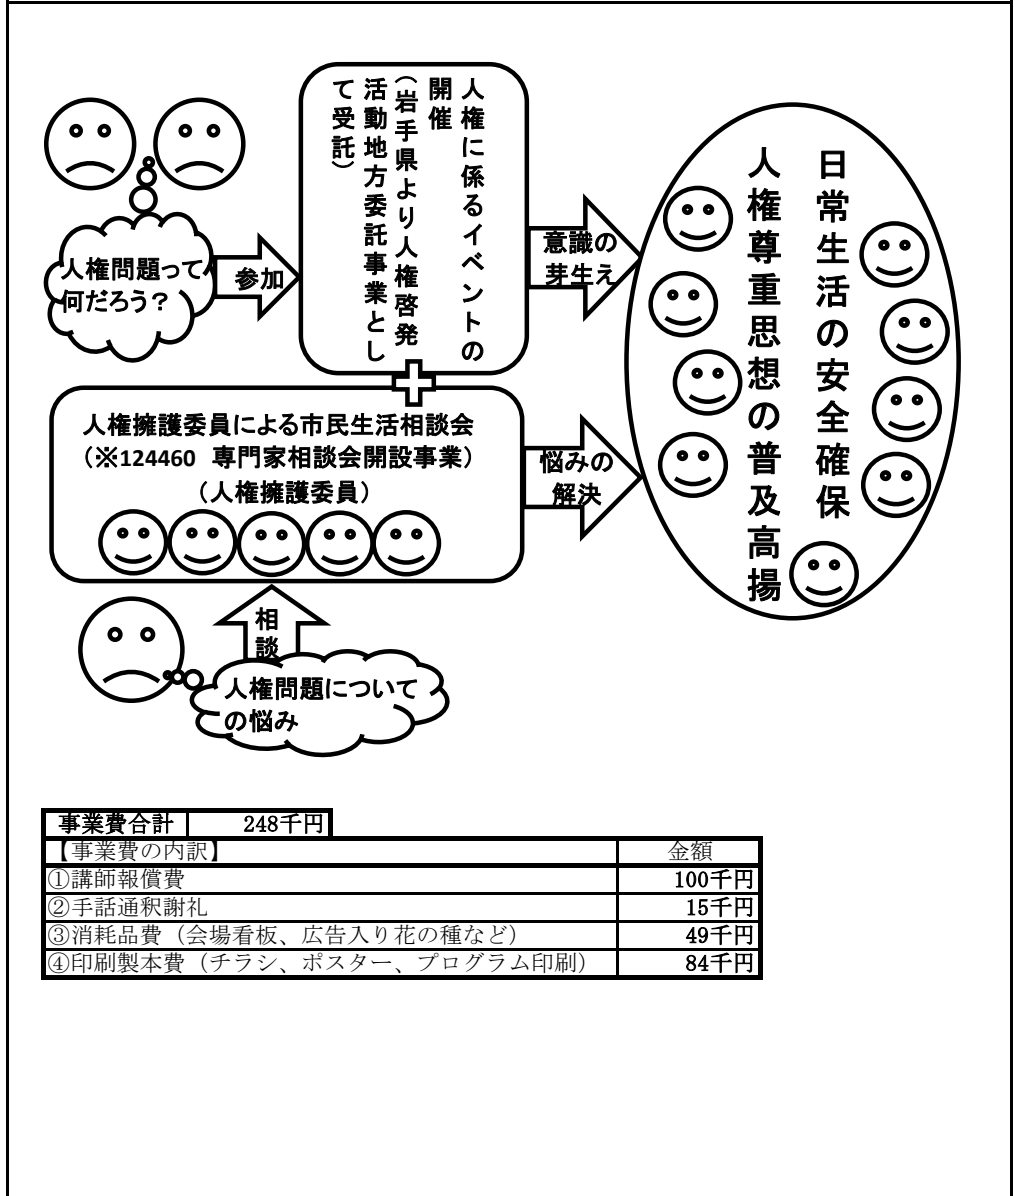 人権に係るイベントの
開催
（岩手県より人権啓発
活動地方委託事業とし
て受託）
人権問題って
何だろう？
参加
意識の
芽生え
人権擁護委員による市民生活相談会
（※124460 専門家相談会開設事業）
（人権擁護委員）
悩みの
解決
日常生活の安全確保
人権尊重思想の普及高揚
相
談
人権問題について
の悩み
事業費合計 248千円
【事業費の内訳】 金額
①講師報償費 100千円
②手話通釈謝礼 15千円
③消耗品費（会場看板、広告入り花の種など） 49千円
④印刷製本費（チラシ、ポスター、プログラム印刷） 84千円